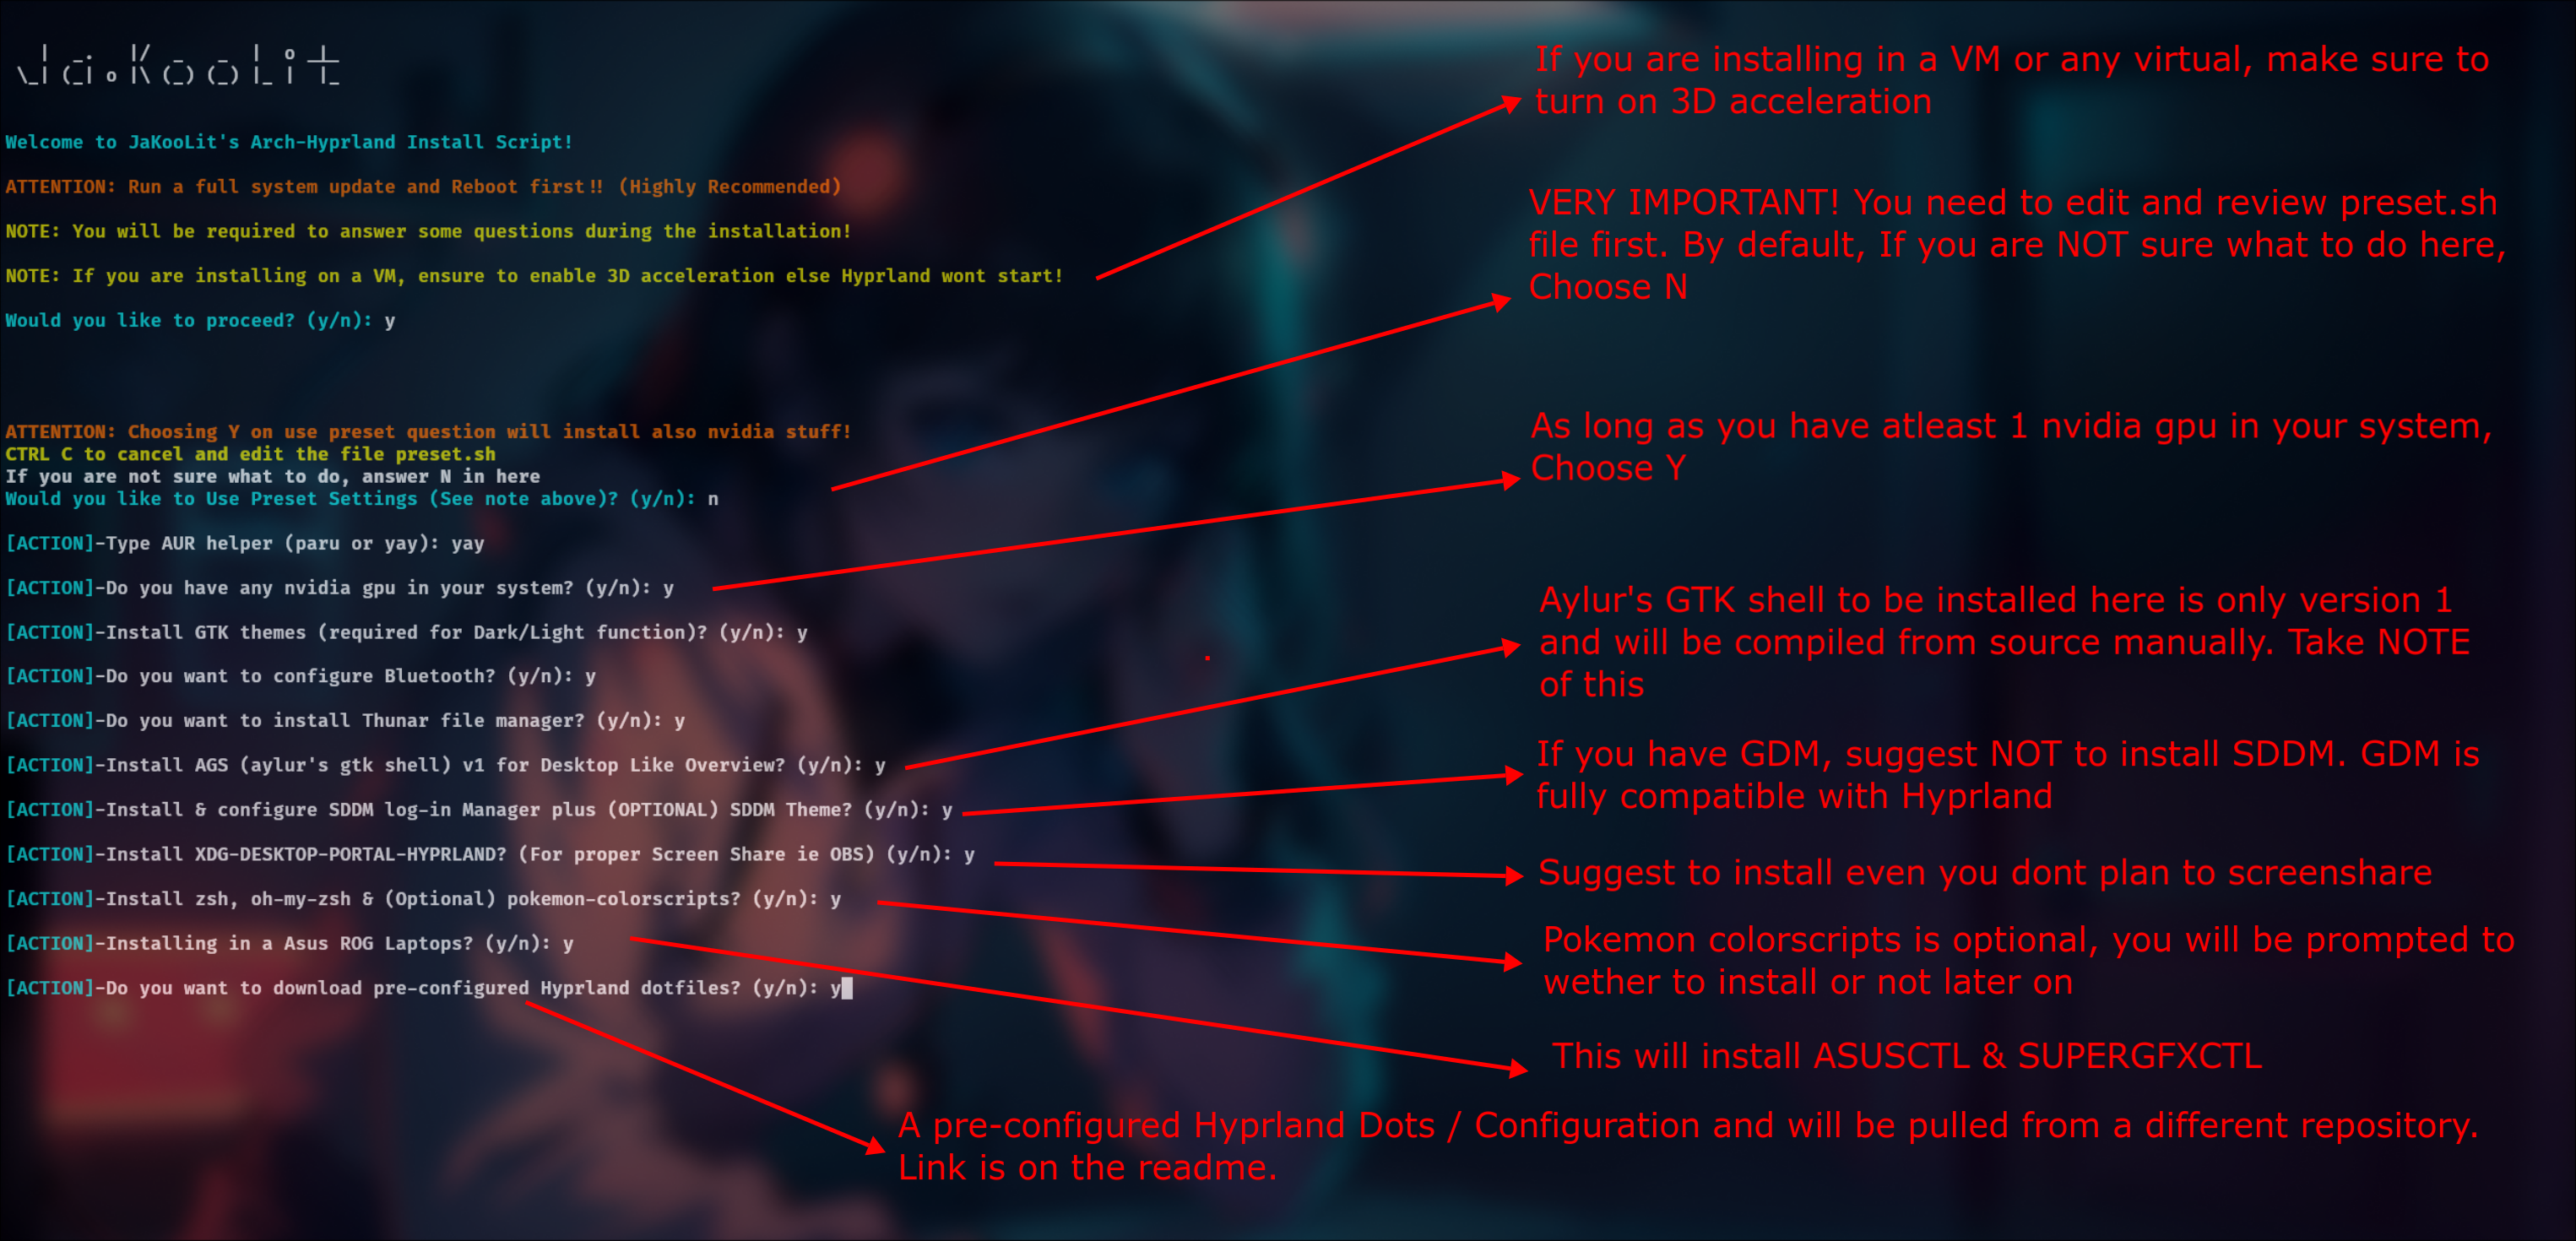 Welcome to JaKooLit's Arch-Hyprland Install Script!
ATTENTION: Run a full system update and Reboot first!! (Highly Recommended)
NOTE: You will be required to answer some questions during the installation!
NOTE: If you are installing on a VM, ensure to enable 3D acceleration else Hyprland wont start!
Would you like to proceed? (y/n): y
ATTENTION: Choosing Y on use preset question will install also nvidia stuff!
CTRL C to cancel and edit the file preset.sh
If you are not sure what to do, answer N in here
Would you like to Use Preset Settings (See note above)? (y/n): n
[ACTION]-Type AUR helper (paru or yay): yay
[ACTION]-Do you have any nvidia gpu in your system? (y/n): y
[ACTION]-Install GTK themes (required for Dark/Light function)? (y/n): y
[ACTION]-Do you want to configure Bluetooth? (y/n): y
[ACTION]-Do you want to install Thunar file manager? (y/n): y
[ACTION]-Install AGS (aylur's gtk shell) v1 for Desktop Like Overview? (y/n): y
[ACTION]-Install & configure SDDM log-in Manager plus (OPTIONAL) SDDM Theme? (y/n): y
[ACTION]-Install XDG-DESKTOP-PORTAL-HYPRLAND? (For proper Screen Share ie OBS) (y/n): y
[ACTION]-Install zsh, oh-my-zsh & (Optional) pokemon-colorscripts? (y/n): y
[ACTION]-Installing in a Asus ROG Laptops? (y/n): y
[ACTION]-Do you want to download pre-configured Hyprland dotfiles? (y/n): y
If you are installing in a VM or any virtual, make sure to
turn on 3D acceleration
VERY IMPORTANT! You need to edit and review preset.sh
file first. By default, If you are NOT sure what to do here,
Choose N
As long as you have atleast 1 nvidia gpu in your system,
Choose Y
Aylur's GTK shell to be installed here is only version 1
and will be compiled from source manually. Take NOTE
of this
If you have GDM, suggest NOT to install SDDM. GDM is
fully compatible with Hyprland
Suggest to install even you dont plan to screenshare
Pokemon colorscripts is optional, you will be prompted to
wether to install or not later on
This will install ASUSCTL & SUPERGFXCTL
A pre-configured Hyprland Dots / Configuration and will be pulled from a different repository.
Link is on the readme.